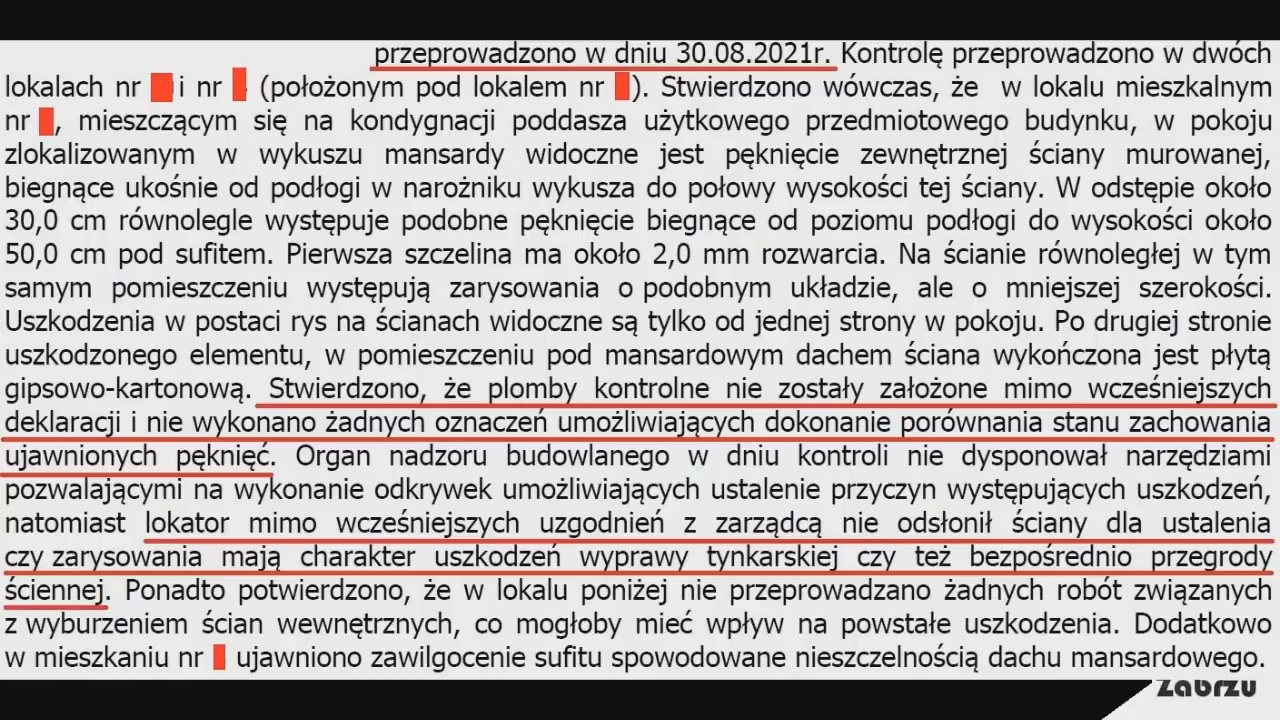 przeprowadzono w dniu 30.08.2021r. Kontrolę przeprowadzono w dwóch
lokalach nr i nr (położonym pod lokalem nr ). Stwierdzono wówczas, że w lokalu mieszkalnym
nr , mieszczącym się na kondygnacji poddasza użytkowego przedmiotowego budynku, w pokoju
zlokalizowanym w wykuszu mansardy widoczne jest pęknięcie zewnętrznej ściany murowanej,
biegnące ukośnie od podłogi w narożniku wykusza do połowy wysokości tej ściany. W odstępie około
30,0 cm równolegle występuje podobne pęknięcie biegnące od poziomu podłogi do wysokości około
50,0 cm pod sufitem. Pierwsza szczelina ma około 2,0 mm rozwarcia. Na ścianie równoległej w tym
samym pomieszczeniu występują zarysowania o podobnym układzie, ale o mniejszej szerokości.
Uszkodzenia w postaci rys na ścianach widoczne są tylko od jednej strony w pokoju. Po drugiej stronie
uszkodzonego elementu, w pomieszczeniu pod mansardowym dachem ściana wykończona jest płytą
gipsowo-kartonową. Stwierdzono, że plomby kontrolne nie zostały założone mimo wcześniejszych
deklaracji i nie wykonano żadnych oznaczeń umożliwiających dokonanie porównania stanu zachowania
ujawnionych pęknięć. Organ nadzoru budowlanego w dniu kontroli nie dysponował narzędziami
pozwalającymi na wykonanie odkrywek umożliwiających ustalenie przyczyn występujących uszkodzeń,
natomiast lokator mimo wcześniejszych uzgodnień z zarządcą nie odsłonił ściany dla ustalenia
czy zarysowania mają charakter uszkodzeń wyprawy tynkarskiej czy też bezpośrednio przegrody
ściennej. Ponadto potwierdzono, że w lokalu poniżej nie przeprowadzano żadnych robót związanych
z wyburzeniem ścian wewnętrznych, co mogłoby mieć wpływ na powstałe uszkodzenia. Dodatkowo
w mieszkaniu nr ujawniono zawilgocenie sufitu spowodowane nieszczelnością dachu mansardowego.
Zabrzu